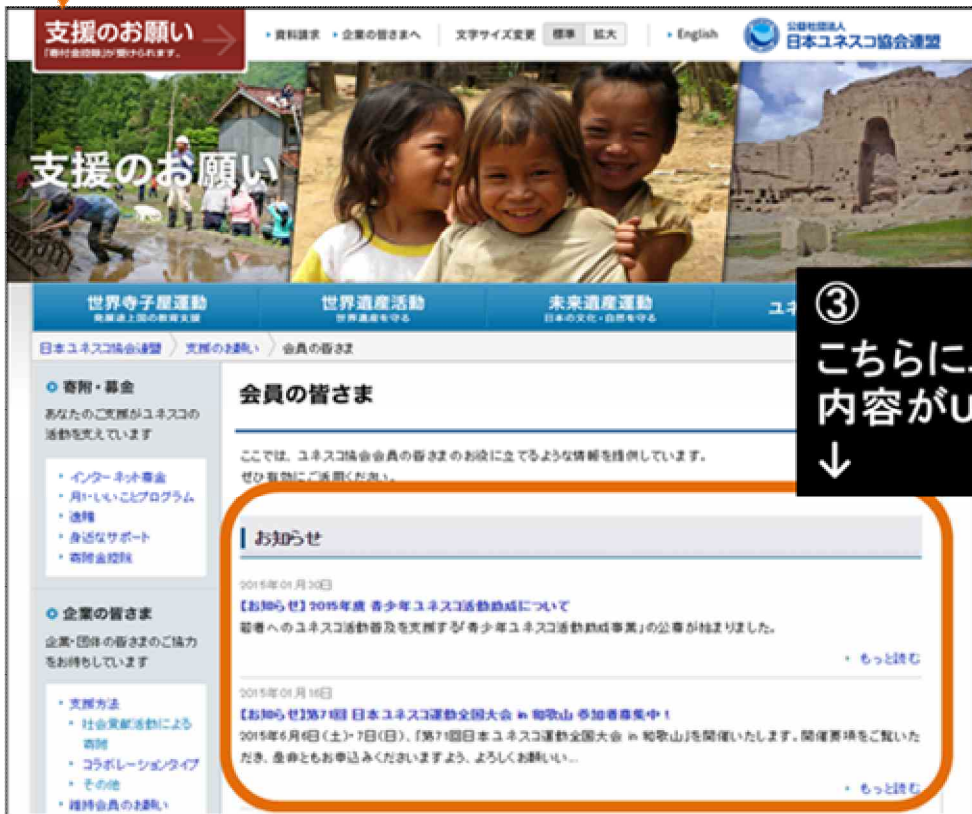 支援のお願い
「寄付金控除」が受けられます。
資料請求
企業の皆さまへ
文字サイズ変更
標準
拡大
English
公益社団法人
日本ユネスコ協会連盟
支援のお願い
世界寺子屋運動
発展途上国の教育支援
世界遺産活動
世界遺産を守る
未来遺産運動
日本の文化・自然を守る
ユネ
③
こちらに
内容がU
↓
日本ユネスコ協会連盟
支援のお願い
会員の皆さま
寄附・募金
あなたのご支援がユネスコの
活動を支えています
インターネット募金
月1・いいことプログラム
遺贈
身近なサポート
寄附金控除
企業の皆さま
企業・団体の皆さまのご協力
をお待ちしています
支援方法
社会貢献活動による
寄附
コラボレーションタイプ
その他
維持会員のお願い
会員の皆さま
ここでは、ユネスコ協会会員の皆さまのお役に立てるような情報を提供しています。
ぜひ有効にご活用ください。
お知らせ
2015年01月30日
【お知らせ】2015年度 青少年ユネスコ活動助成について
若者へのユネスコ活動普及を支援する「青少年ユネスコ活動助成事業」の公募が始まりました。
もっと読む
2015年01月16日
【お知らせ】第71回 日本ユネスコ運動全国大会 in 和歌山 参加者募集中！
2015年6月6日(土)・7日(日)、「第71回日本ユネスコ運動全国大会 in 和歌山」を開催いたします。開催要項をご覧いた
だき、是非ともお申込みくださいますよう、よろしくお願いい...
もっと読む